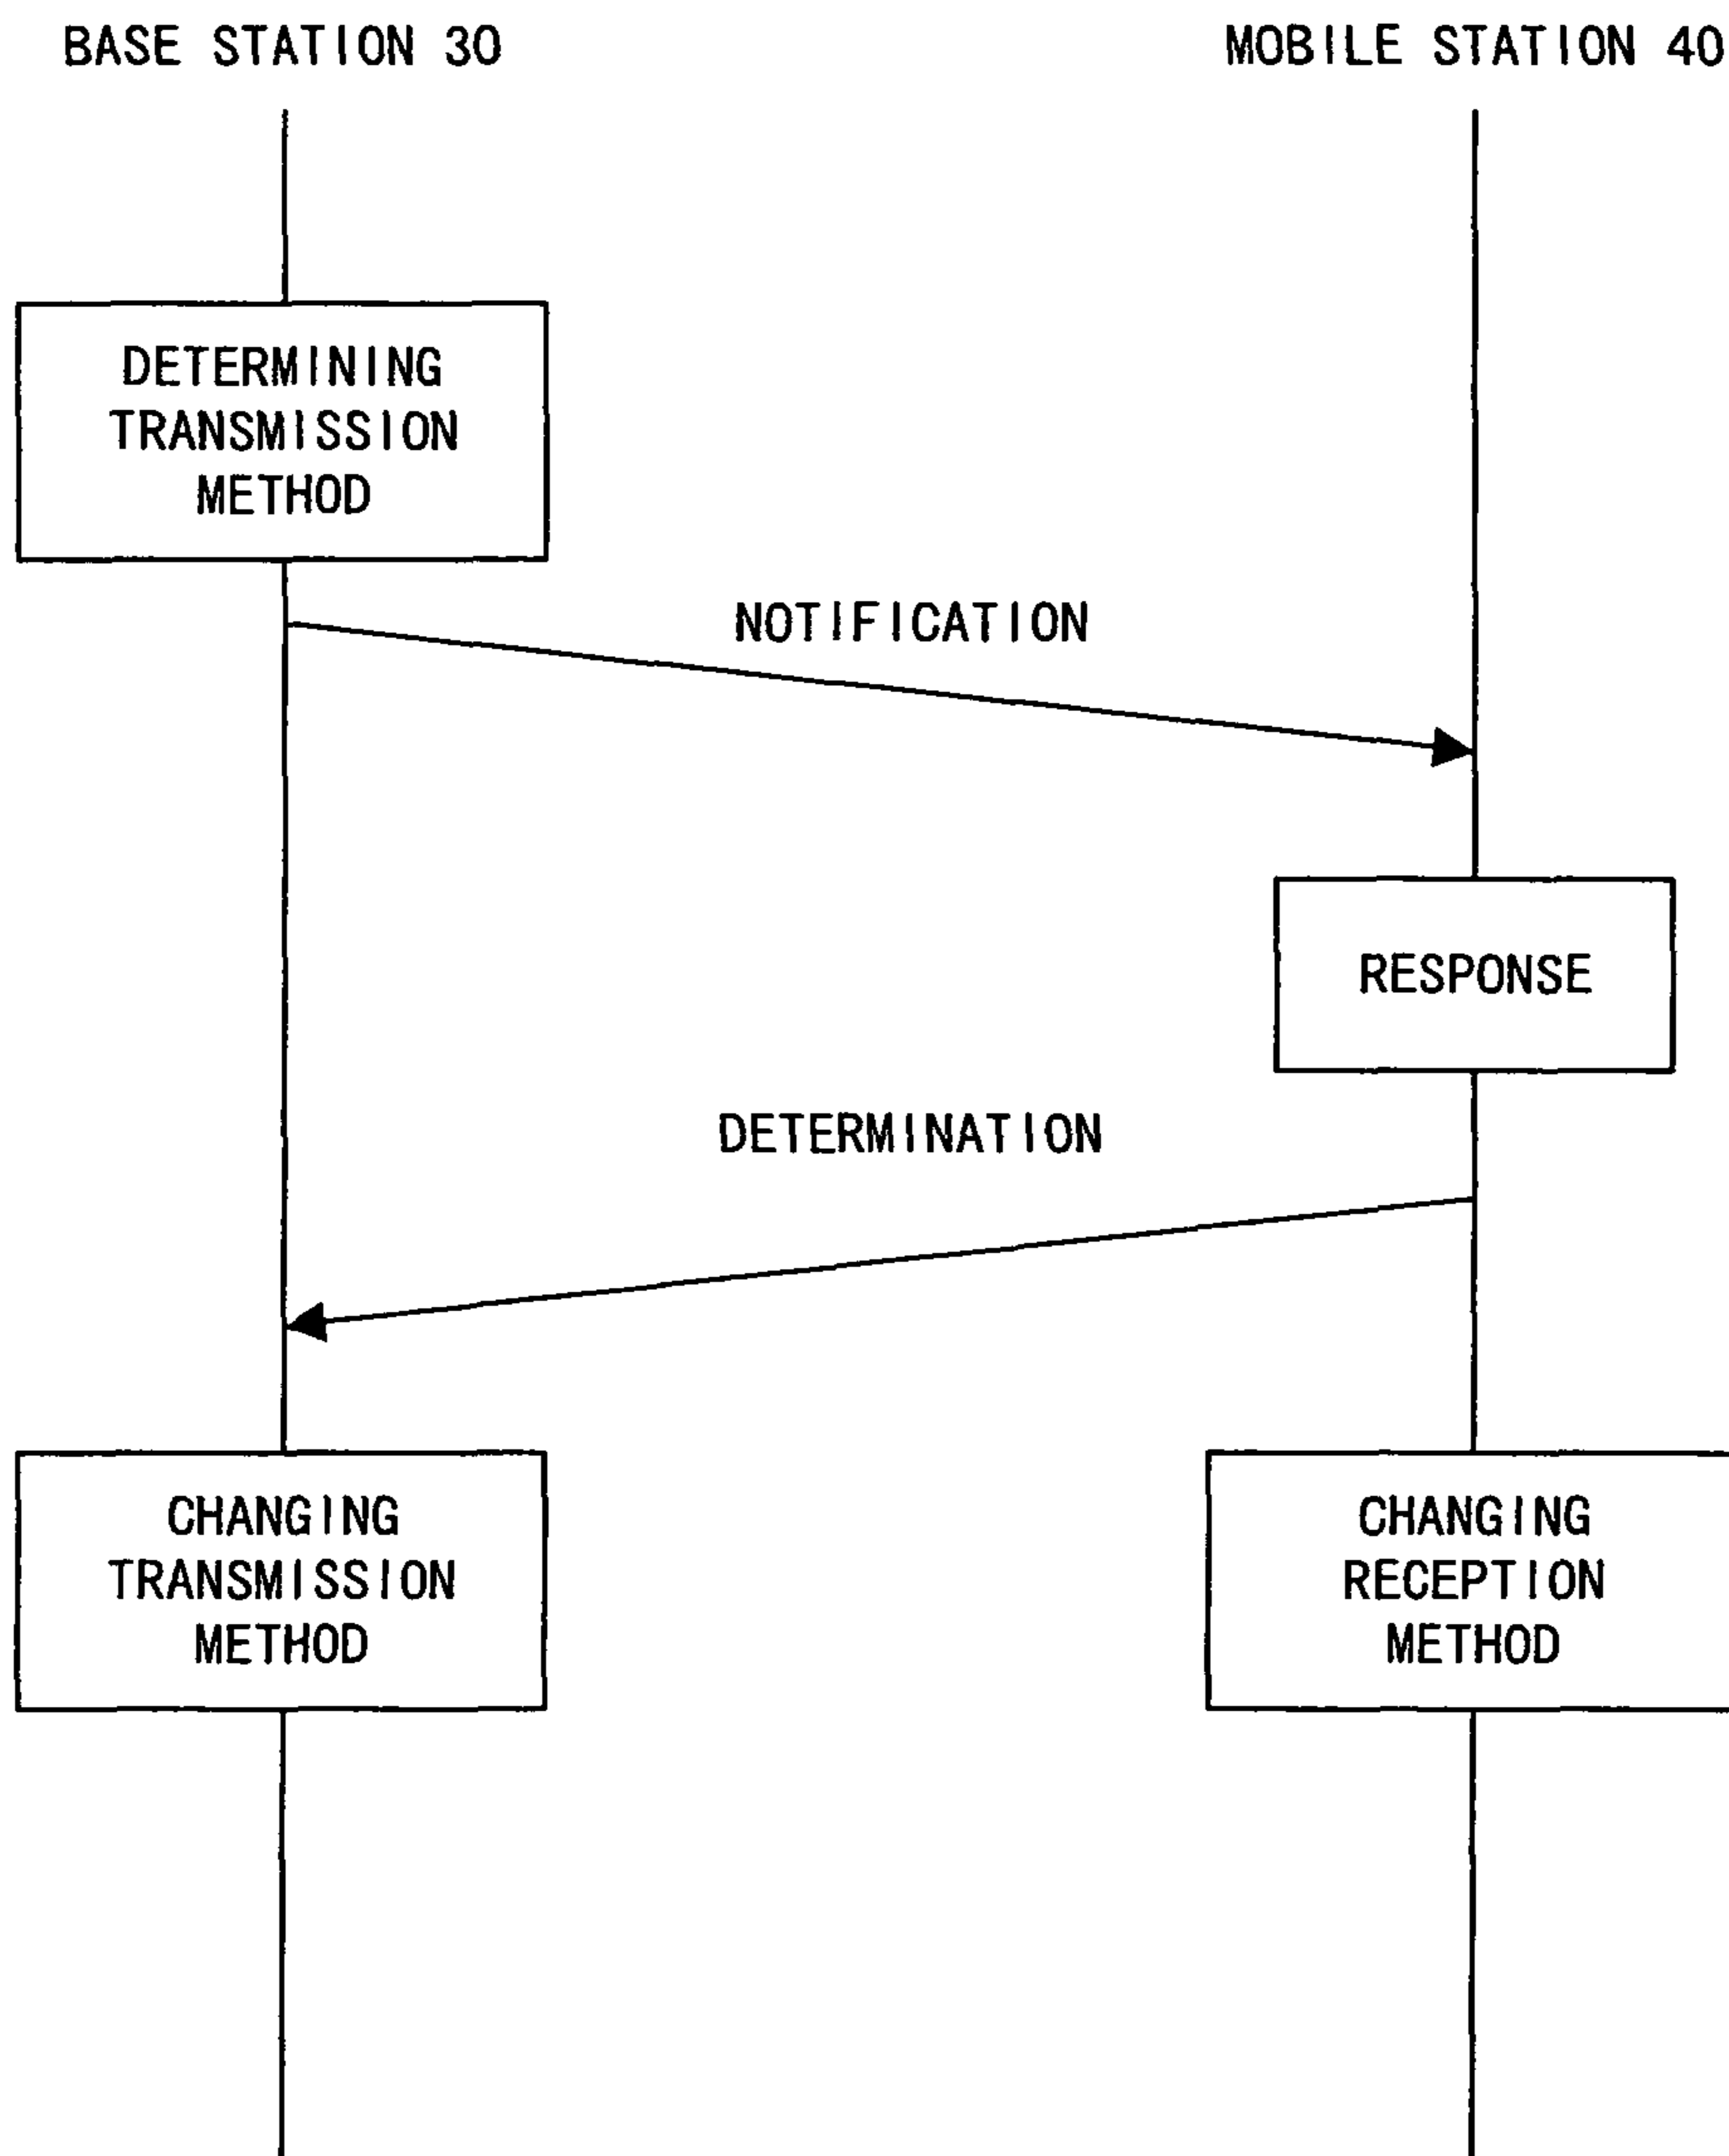 BASE STATION 30
MOBILE STATION 40
DETERMINING
TRANSMISSION
METHOD
NOTIFICATION
RESPONSE
DETERMINATION
CHANGING
TRANSMISSION
METHOD
CHANGING
RECEPTION
METHOD